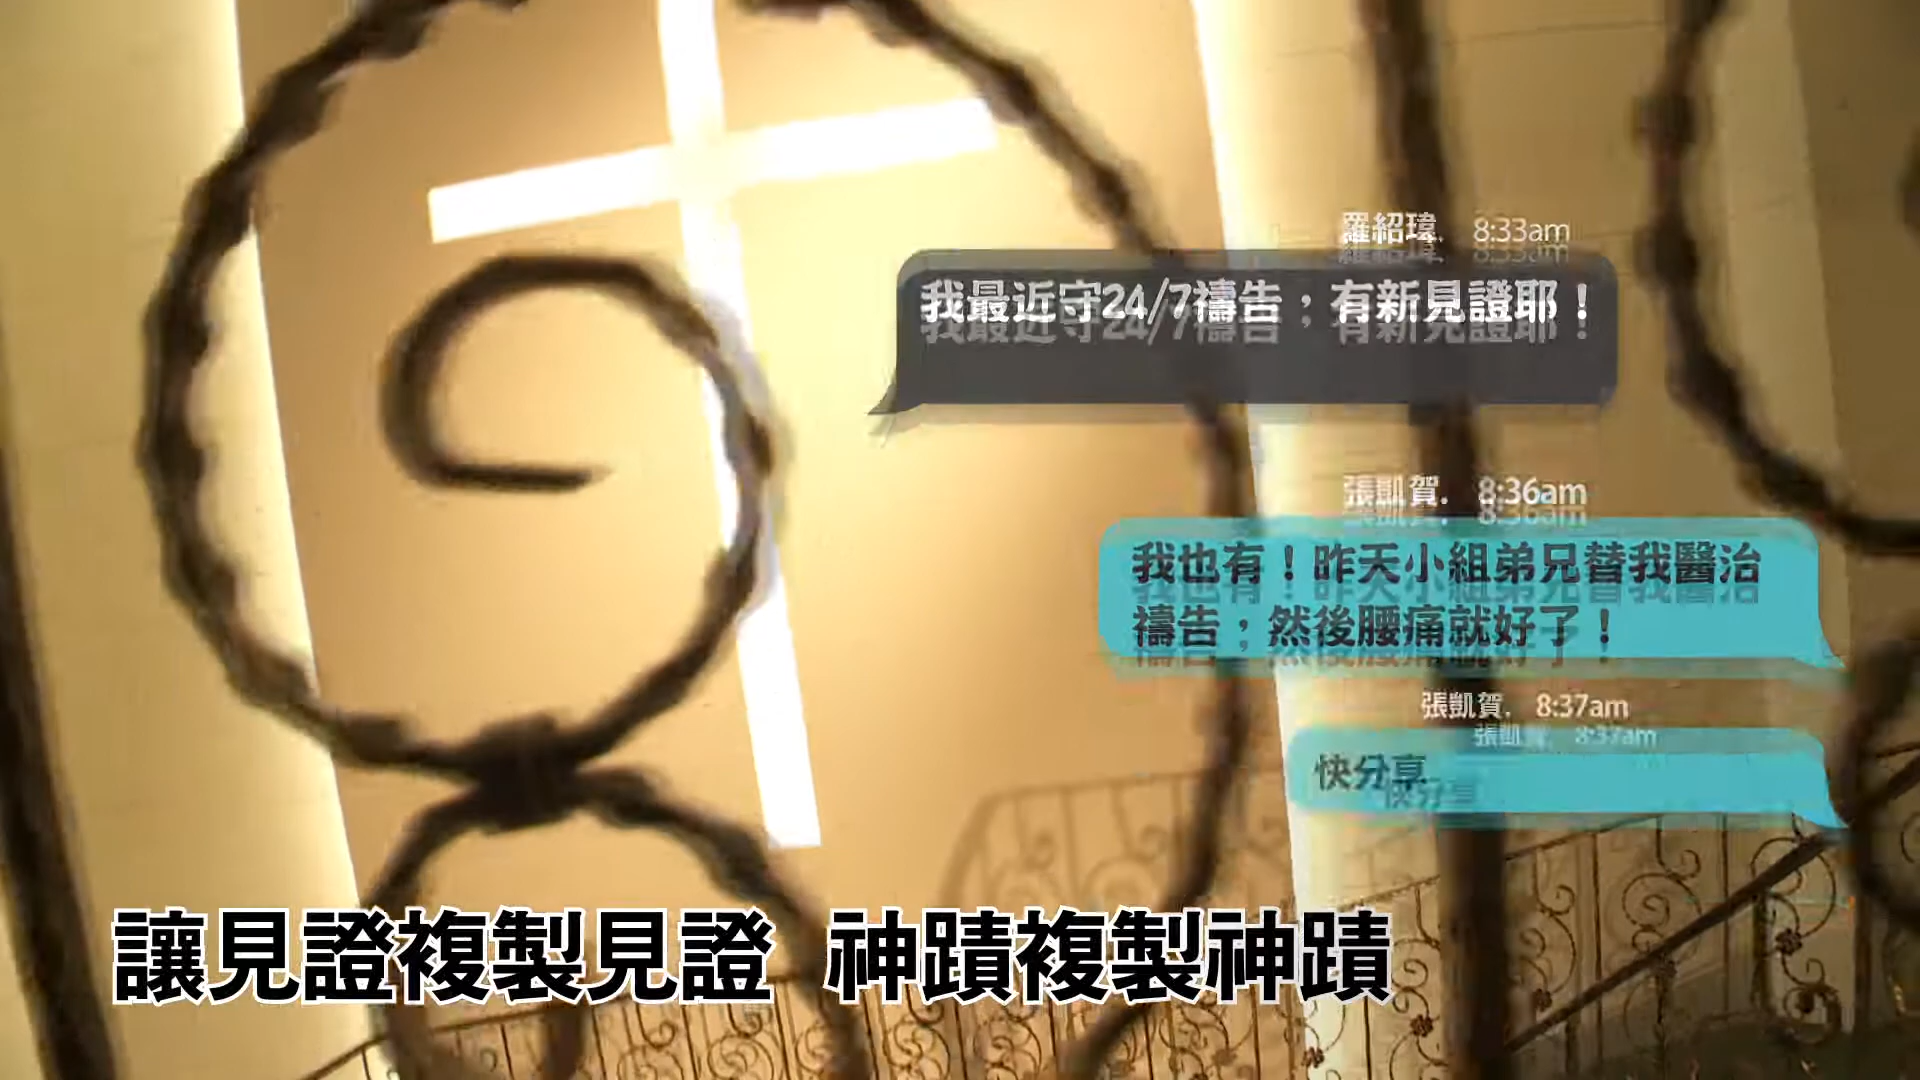 羅紹瑋. 8:33am
我最近守24/7禱告，有新見證耶！
張凱賀. 8:36am
我也有！昨天小組弟兄替我醫治
禱告，然後腰痛就好了！
張凱賀. 8:37am
快分享
讓見證複製見證 神蹟複製神蹟